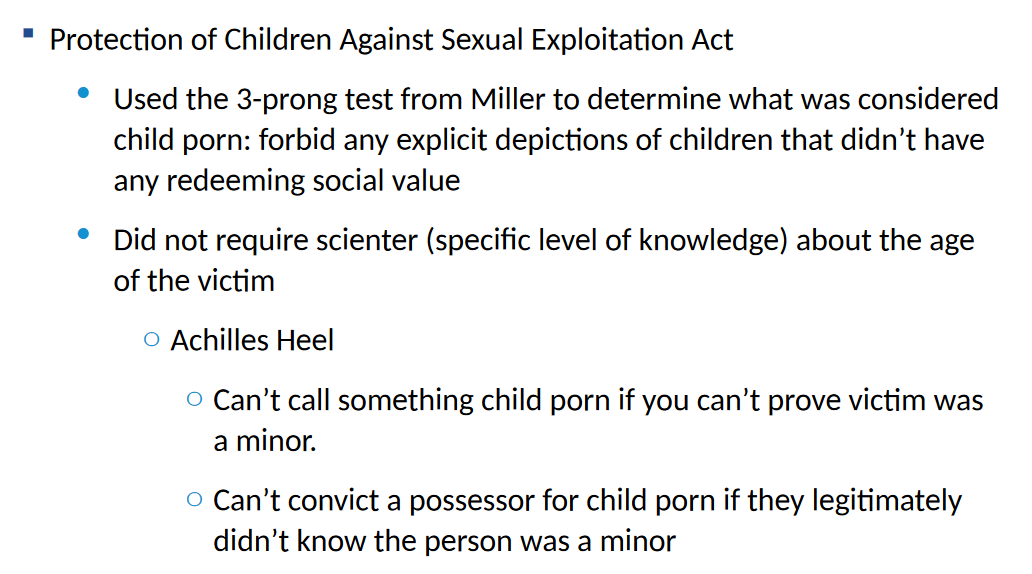 Protection of Children Against Sexual Exploitation Act
Used the 3-prong test from Miller to determine what was considered
child porn: forbid any explicit depictions of children that didn’t have
any redeeming social value
Did not require scienter (specific level of knowledge) about the age
of the victim
Achilles Heel
Can’t call something child porn if you can’t prove victim was
a minor.
Can’t convict a possessor for child porn if they legitimately
didn’t know the person was a minor